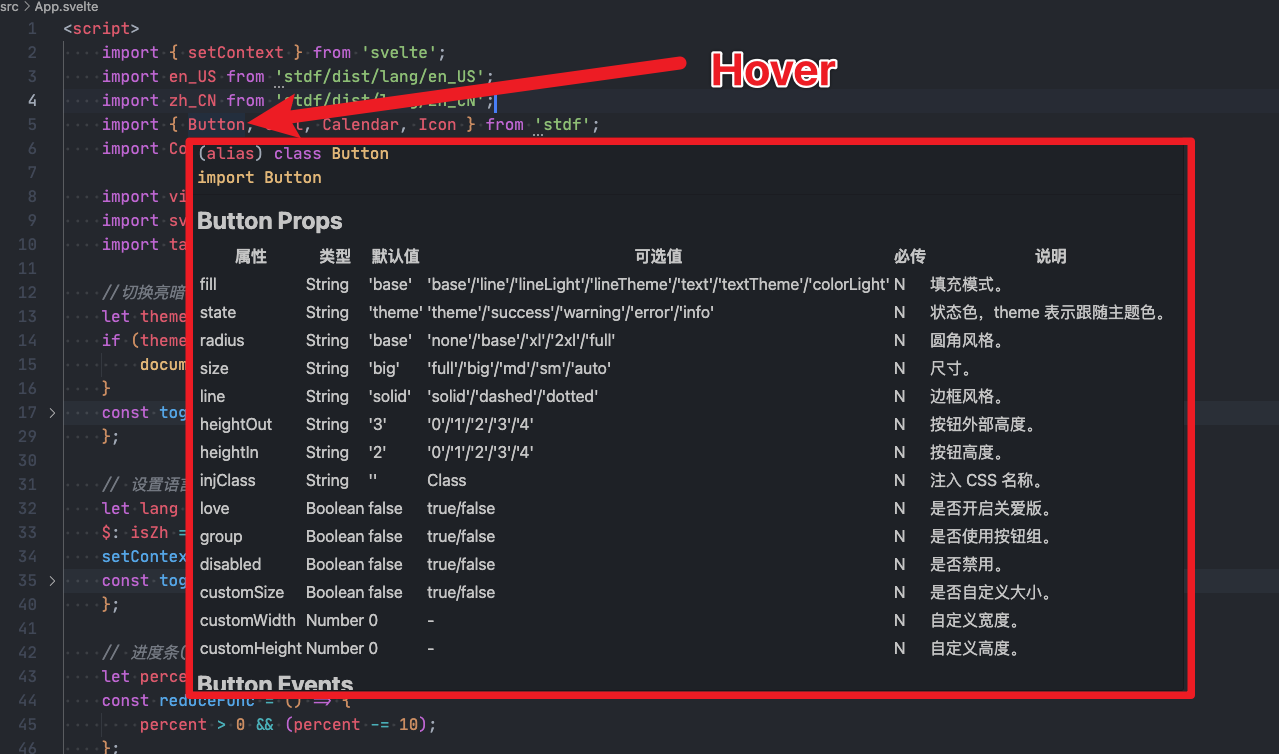 src > App.svelte
1 <script>
2 import { setContext } from 'svelte';
Hover
3 import en_US from 'stdf/dist/lang/en_US';
4 import zh_CN from 'stdf/dist/lang/zh_CN';
5 import { Button, Calendar, Icon } from 'stdf';
6 import Co
(alias) class Button
import Button
7
8 import vi
9 import sv
10 import ta
11
12 //切换亮暗
13 let theme
14 if (theme
15 docum
16 }
17 const tog
29 };
30
31 // 设置语言
32 let lang
33 $: isZh =
34 setContex
35 const tog
40 };
41
42 // 进度条(
43 let perce
44 const reduceFunc = () => {
45 percent > 0 && (percent -= 10);
46 };
Button Props
属性 类型 默认值 可选值 必传 说明
fill String 'base' 'base'/'line'/'lineLight'/'lineTheme'/'text'/'textTheme'/'colorLight' N 填充模式。
state String 'theme' 'theme'/'success'/'warning'/'error'/'info' N 状态色，theme 表示跟随主题色。
radius String 'base' 'none'/'base'/'xl'/'2xl'/'full' N 圆角风格。
size String 'big' 'full'/'big'/'md'/'sm'/'auto' N 尺寸。
line String 'solid' 'solid'/'dashed'/'dotted' N 边框风格。
heightOut String '3' '0'/'1'/'2'/'3'/'4' N 按钮外部高度。
heightIn String '2' '0'/'1'/'2'/'3'/'4' N 按钮高度。
injClass String '' Class N 注入 CSS 名称。
love Boolean false true/false N 是否开启关爱版。
group Boolean false true/false N 是否使用按钮组。
disabled Boolean false true/false N 是否禁用。
customSize Boolean false true/false N 是否自定义大小。
customWidth Number 0 - N 自定义宽度。
customHeight Number 0 - N 自定义高度。
Button Events